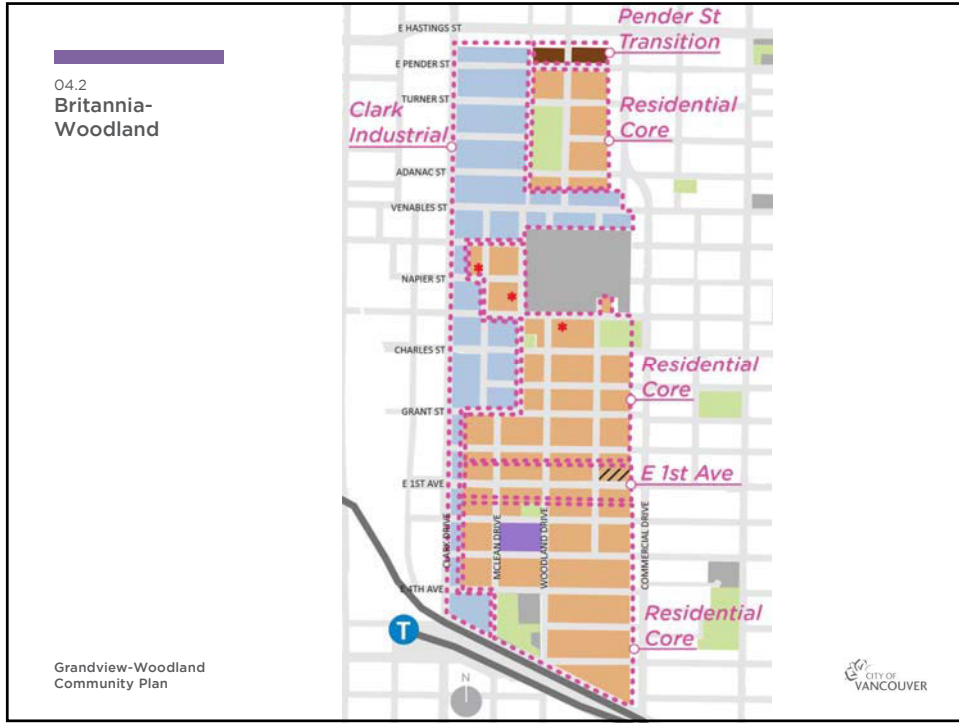 04.2
Britannia-
Woodland
E HASTINGS ST
Pender St
Transition
E PENDER ST
TURNER ST
Residential
Core
Clark
Industrial
ADANAC ST
VENABLES ST
NAPIER ST
CHARLES ST
Residential
Core
GRANT ST
E 1st Ave
E 1ST AVE
CLARK DRIVE
MCLEAN DRIVE
WOODLAND DRIVE
COMMERCIAL DRIVE
E 4TH AVE
Residential
Core
T
N
Grandview-Woodland
Community Plan
CITY OF
VANCOUVER